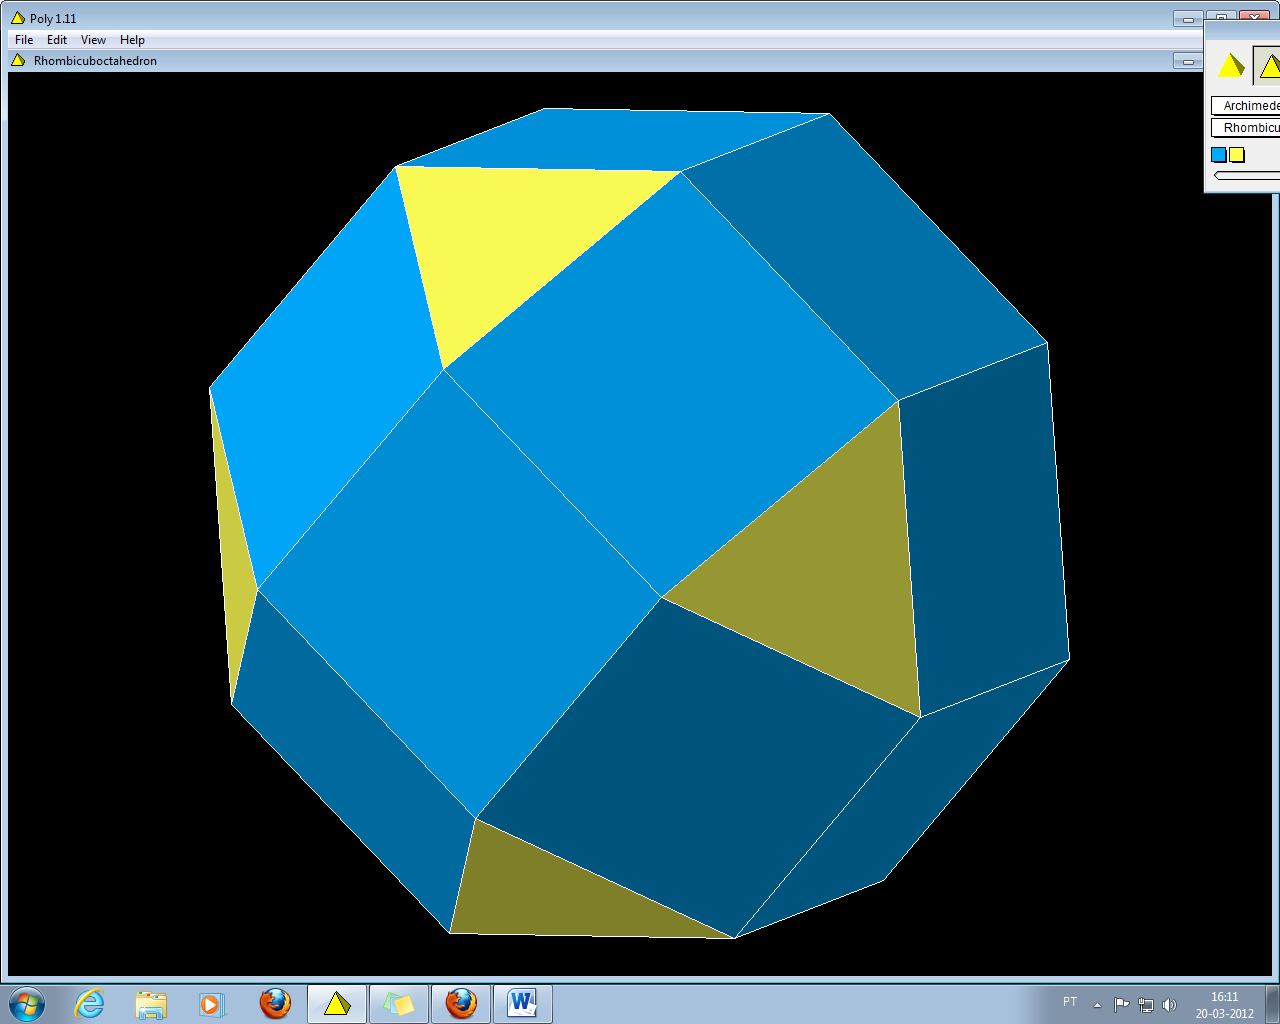 Poly 1.11
File Edit View Help
Rhombicuboctahedron
Archimede
Rhombicu
PT
16:11
20-03-2012